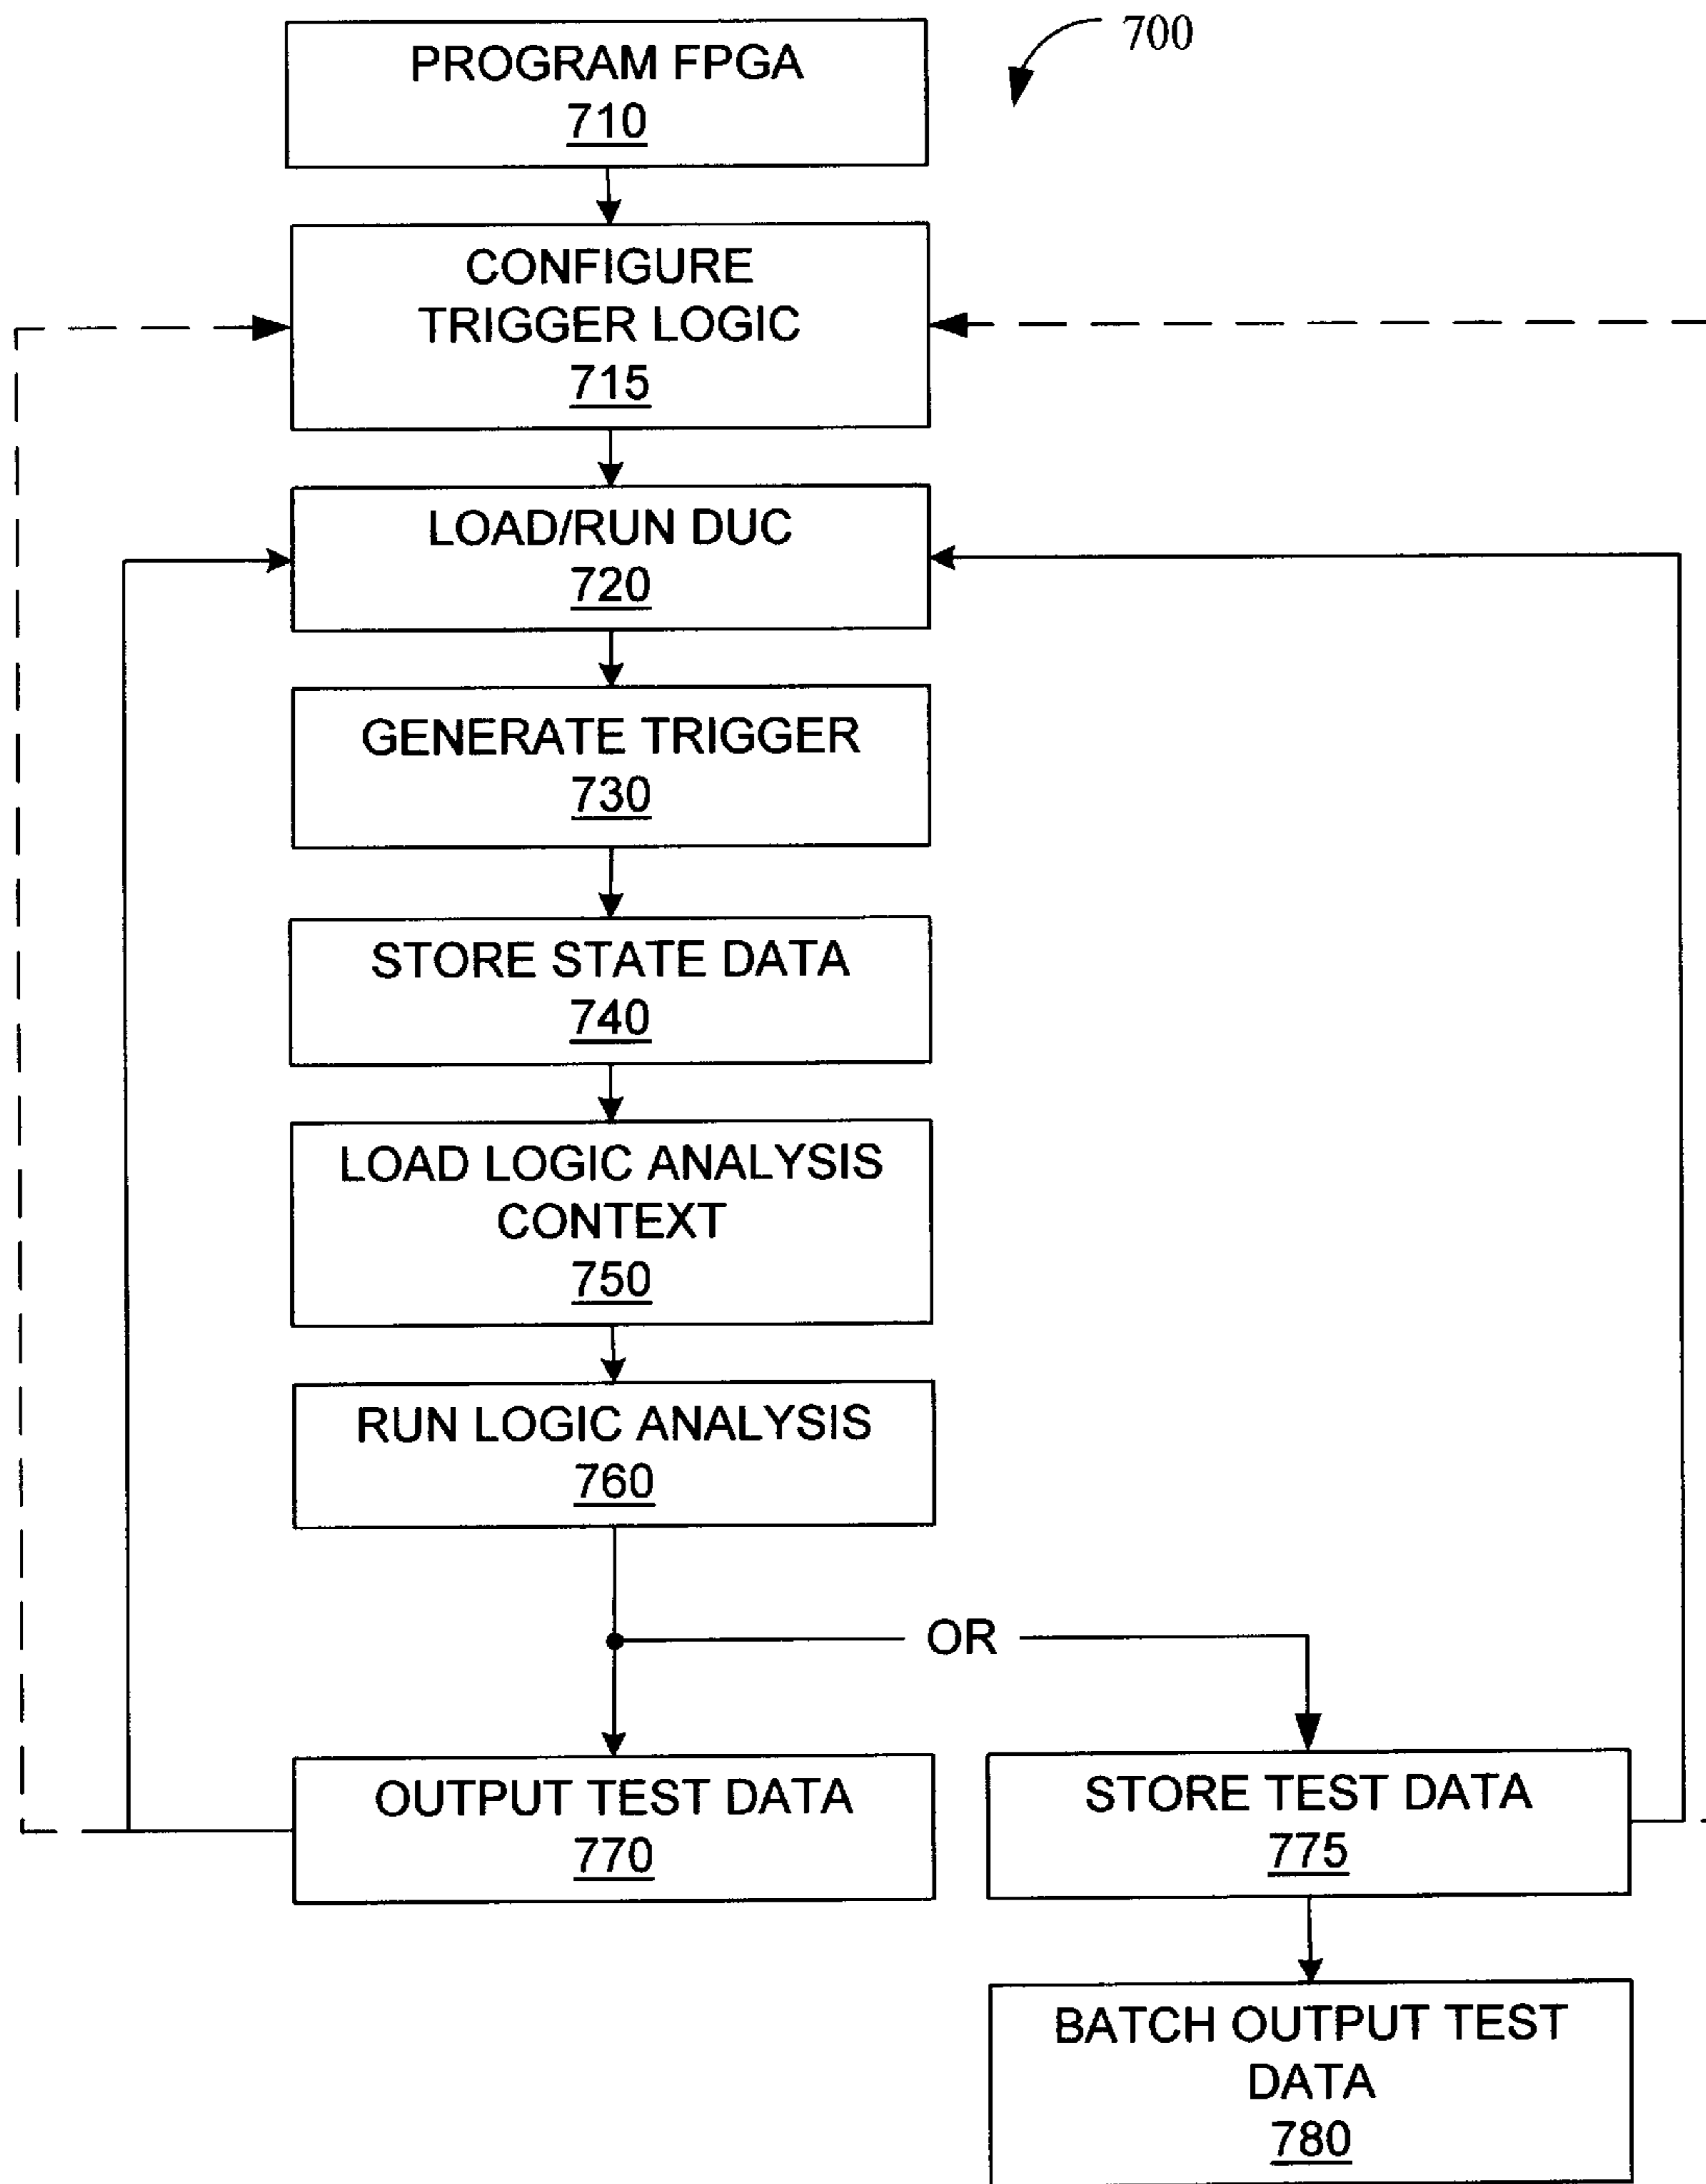 700
PROGRAM FPGA
710
CONFIGURE
TRIGGER LOGIC
715
LOAD/RUN DUC
720
GENERATE TRIGGER
730
STORE STATE DATA
740
LOAD LOGIC ANALYSIS
CONTEXT
750
RUN LOGIC ANALYSIS
760
OR
OUTPUT TEST DATA
770
STORE TEST DATA
775
BATCH OUTPUT TEST
DATA
780